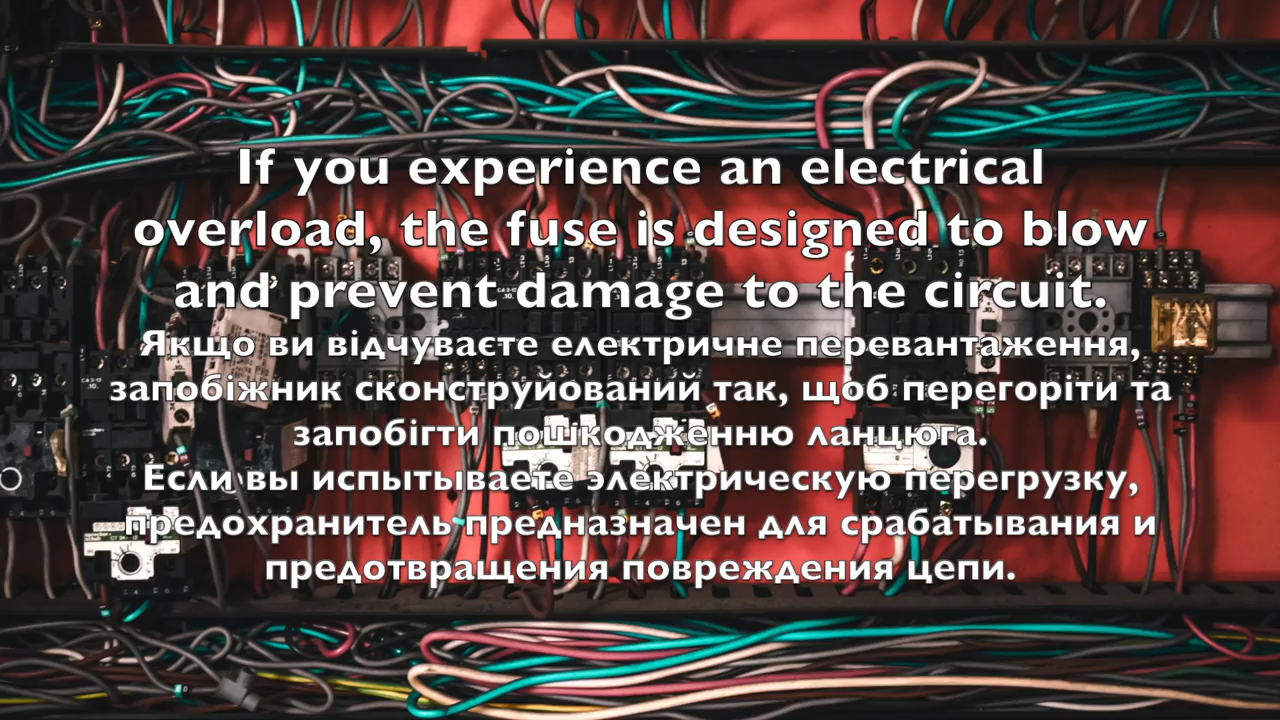 If you experience an electrical
overload, the fuse is designed to blow
and prevent damage to the circuit.
Якщо ви відчуваєте електричне перевантаження,
запобіжник сконструйований так, щоб перегоріти та
запобігти пошкодженню ланцюга.
Если вы испытываете электрическую перегрузку,
предохранитель предназначен для срабатывания и
предотвращения повреждения цепи.